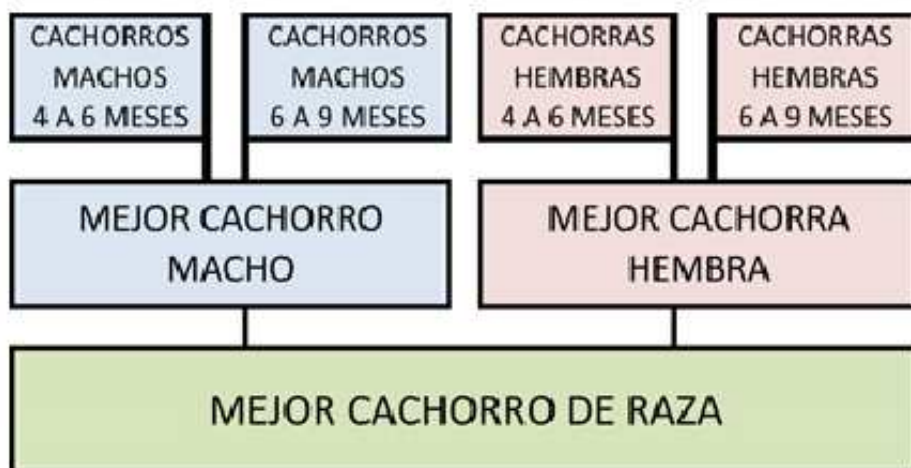 CACHORROS
MACHOS
4 A 6 MESES
CACHORROS
MACHOS
6 A 9 MESES
CACHORRAS
HEMBRAS
4 A 6 MESES
CACHORRAS
HEMBRAS
6 A 9 MESES
MEJOR CACHORRO
MACHO
MEJOR CACHORRA
HEMBRA
MEJOR CACHORRO DE RAZA